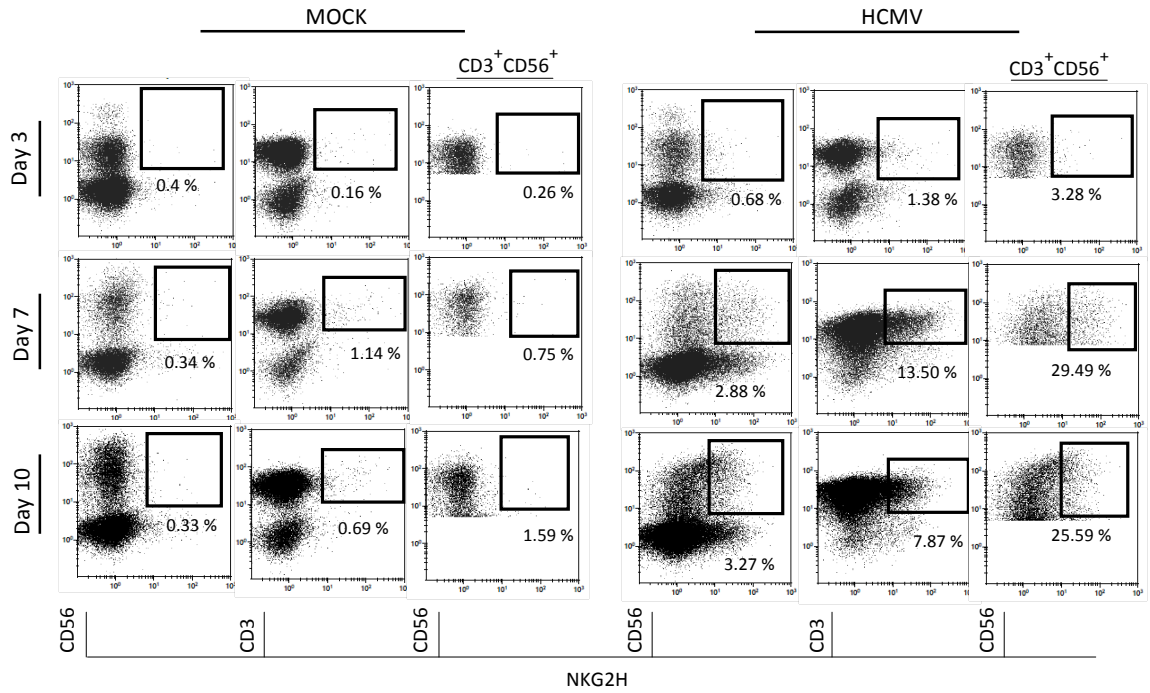 MOCK
HCMV
CD3⁺CD56⁺
CD3⁺CD56⁺
Day 3
0.4 %
0.16 %
0.26 %
0.68 %
1.38 %
3.28 %
Day 7
0.34 %
1.14 %
0.75 %
2.88 %
13.50 %
29.49 %
Day 10
0.33 %
0.69 %
1.59 %
3.27 %
7.87 %
25.59 %
CD56
CD3
CD56
CD56
CD3
CD56
NKG2H